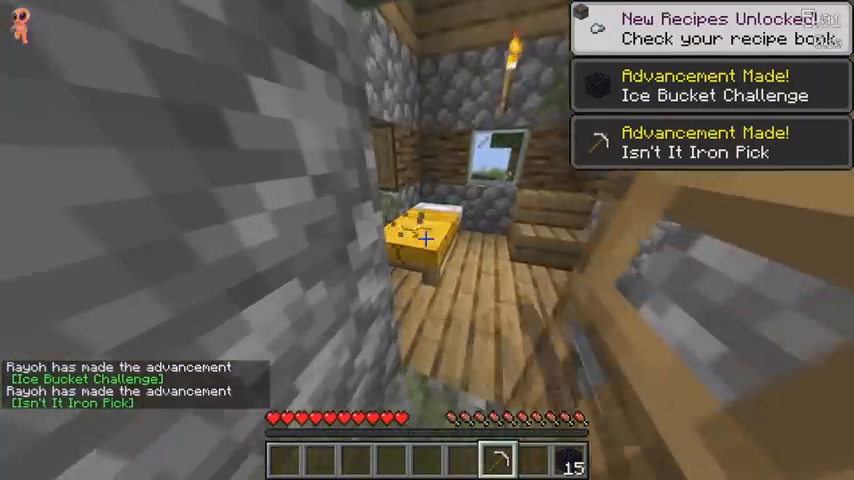 New Recipes Unlocked!
Check your recipe book
Advancement Made!
Ice Bucket Challenge
Advancement Made!
Isn't It Iron Pick
Rayoh has made the advancement
[Ice Bucket Challenge]
Rayoh has made the advancement
[Isn't It Iron Pick]
15